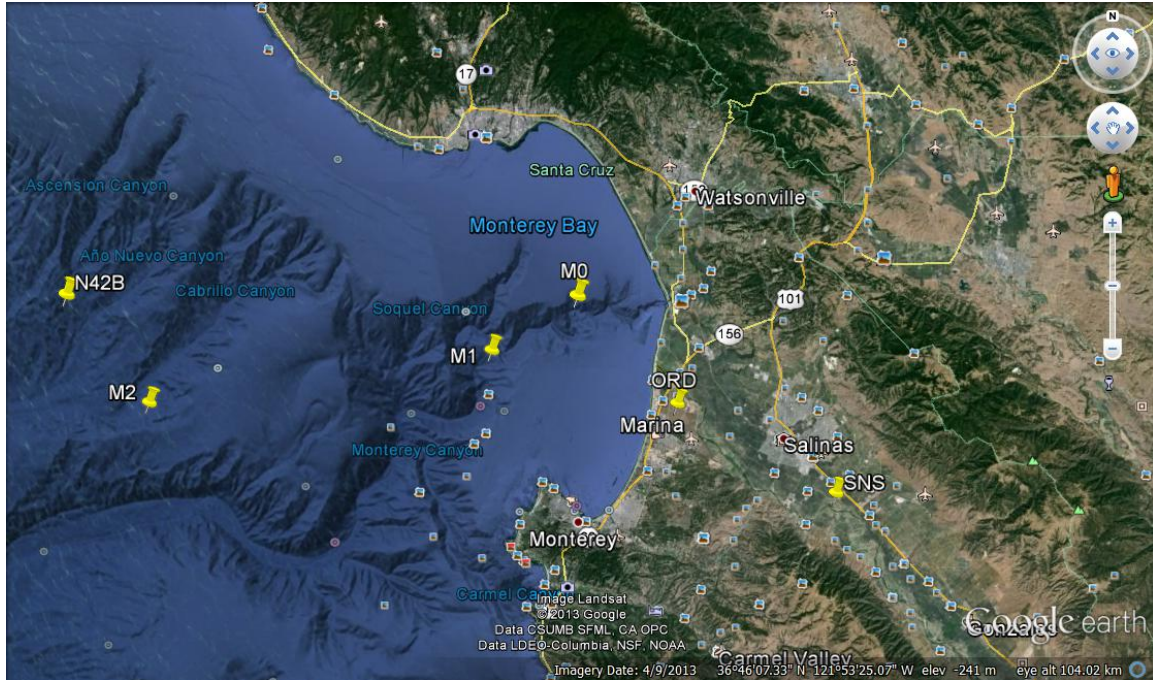 N
17
Ascension Canyon
Santa Cruz
Watsonville
Monterey Bay
Año Nuevo Canyon
N42B
Cabrillo Canyon
M0
Soquel Canyon
101
156
M1
ORD
M2
Marina
Monterey Canyon
Salinas
SNS
Monterey
Carmel Canyon
Image Landsat
© 2013 Google
Data CSUMB SFML, CA OPC
Data LDEO-Columbia, NSF, NOAA
Google earth
Gonzales
Carmel Valley
Imagery Date: 4/9/2013 36°46'07.33" N 121°53'25.07" W elev -241 m eye alt 104.02 km